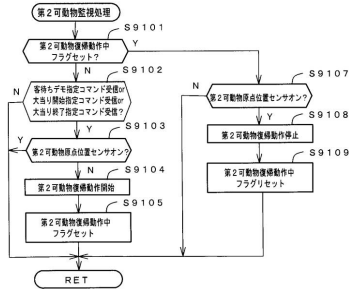 第2可動物監視処理
S9101
第2可動物復帰動作中
フラグセット?
Y
N
S9102
客待ちデモ指定コマンド受信or
大当り開始指定コマンド受信or
大当り終了指定コマンド受信?
N
Y
S9103
第2可動物原点位置センサオン?
Y
N
S9104
第2可動物復帰動作開始
S9105
第2可動物復帰動作中
フラグセット
S9107
第2可動物原点位置センサオン?
N
Y
S9108
第2可動物復帰動作停止
S9109
第2可動物復帰動作中
フラグリセット
RET